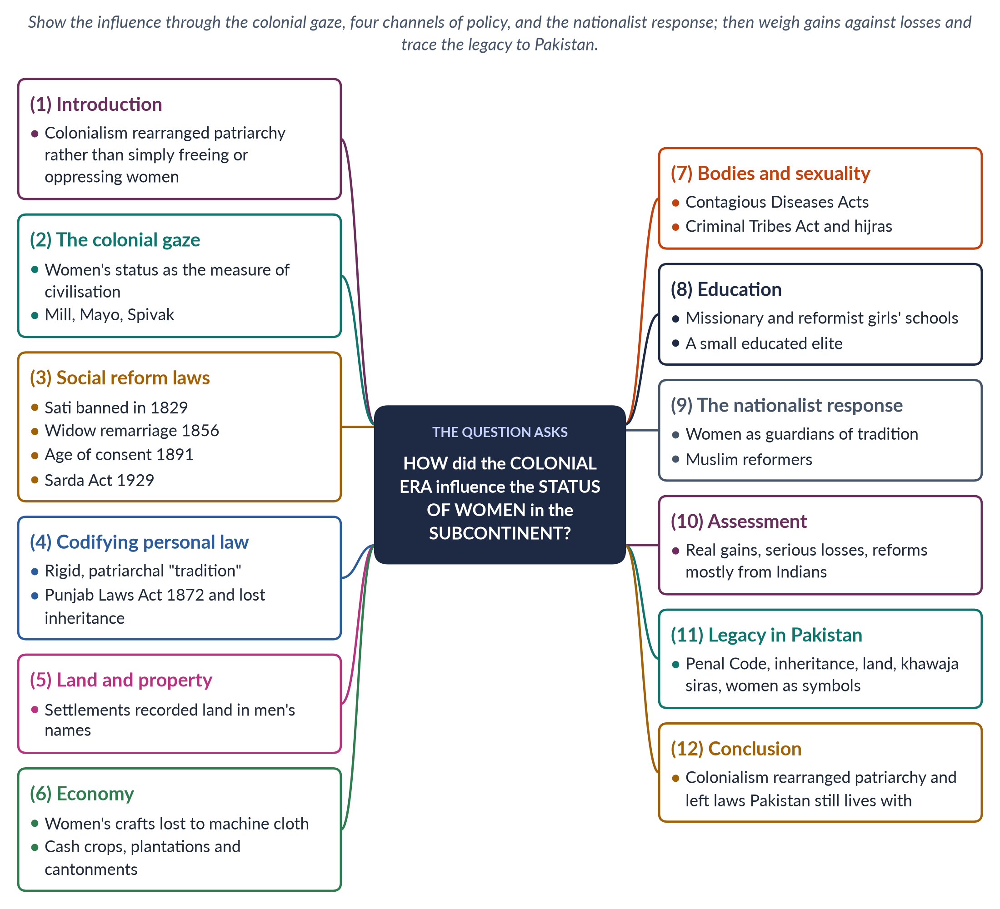 Show the influence through the colonial gaze, four channels of policy, and the nationalist response; then weigh gains against losses and
trace the legacy to Pakistan.
(1) Introduction
• Colonialism rearranged patriarchy
rather than simply freeing or
oppressing women
(2) The colonial gaze
• Women's status as the measure of
civilisation
• Mill, Mayo, Spivak
(3) Social reform laws
• Sati banned in 1829
• Widow remarriage 1856
• Age of consent 1891
• Sarda Act 1929
(4) Codifying personal law
• Rigid, patriarchal "tradition"
• Punjab Laws Act 1872 and lost
inheritance
(5) Land and property
• Settlements recorded land in men's
names
(6) Economy
• Women's crafts lost to machine cloth
• Cash crops, plantations and
cantonments
THE QUESTION ASKS
HOW did the COLONIAL
ERA influence the STATUS
OF WOMEN in the
SUBCONTINENT?
(7) Bodies and sexuality
• Contagious Diseases Acts
• Criminal Tribes Act and hijras
(8) Education
• Missionary and reformist girls' schools
• A small educated elite
(9) The nationalist response
• Women as guardians of tradition
• Muslim reformers
(10) Assessment
• Real gains, serious losses, reforms
mostly from Indians
(11) Legacy in Pakistan
• Penal Code, inheritance, land, khawaja
siras, women as symbols
(12) Conclusion
• Colonialism rearranged patriarchy and
left laws Pakistan still lives with